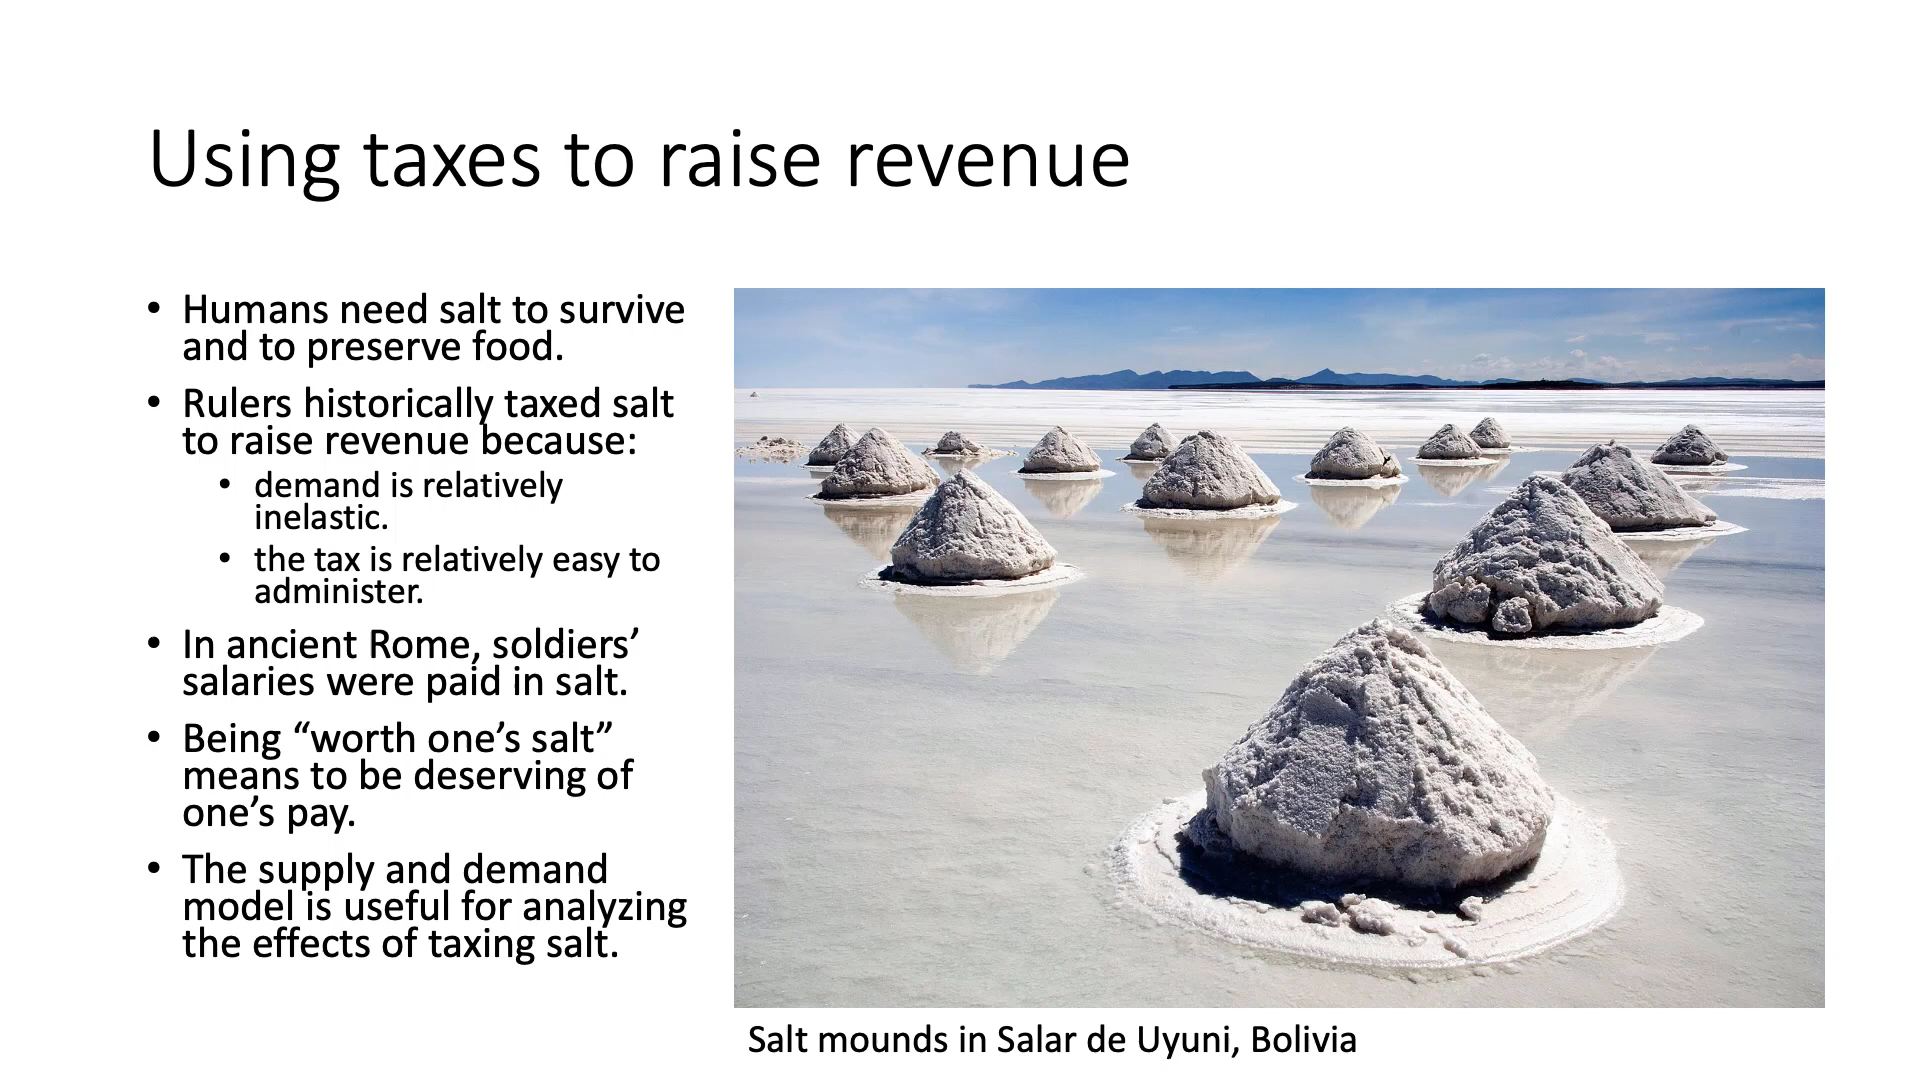 Using taxes to raise revenue
• Humans need salt to survive
and to preserve food.
• Rulers historically taxed salt
to raise revenue because:
• demand is relatively
inelastic.
• the tax is relatively easy to
administer.
• In ancient Rome, soldiers’
salaries were paid in salt.
• Being “worth one’s salt”
means to be deserving of
one’s pay.
• The supply and demand
model is useful for analyzing
the effects of taxing salt.
Salt mounds in Salar de Uyuni, Bolivia